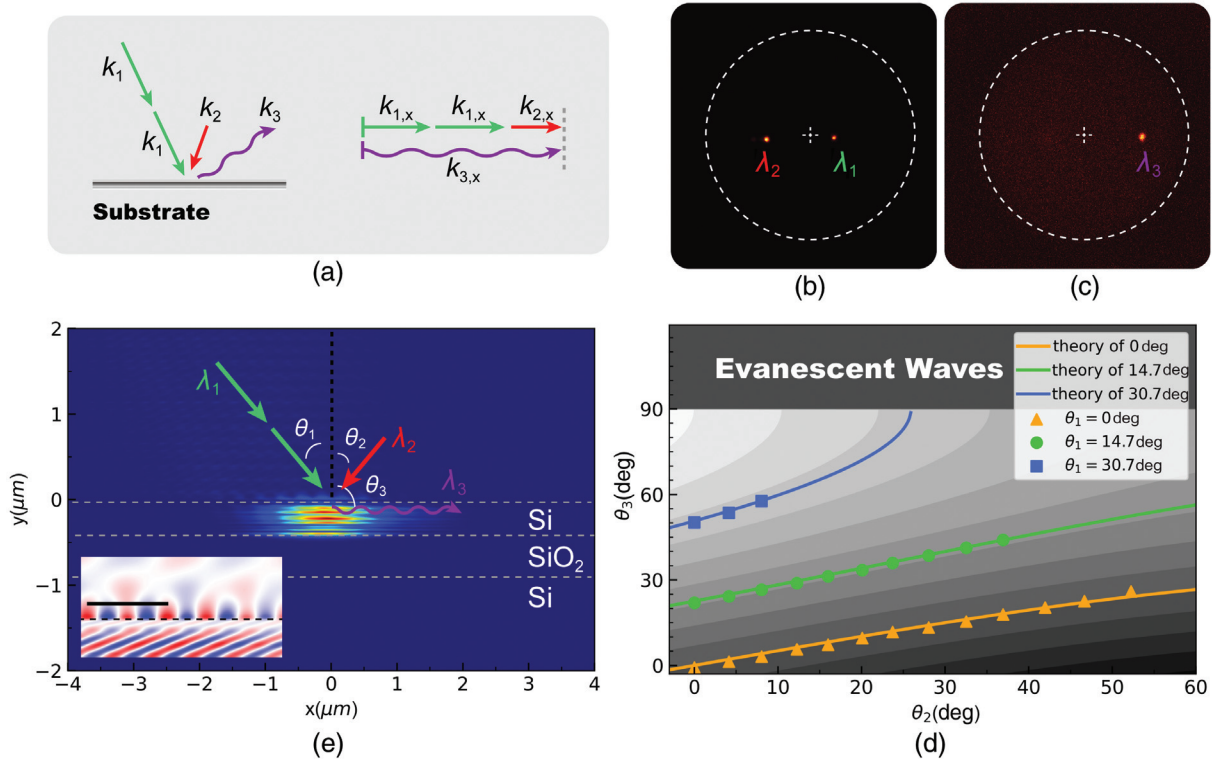 k1
k1
k2
k3
k1,x
k1,x
k2,x
k3,x
Substrate
(a)
λ2
λ1
(b)
λ3
(c)
2
1
0
−1
−2
y(μm)
λ1
θ1
θ2
λ2
θ3
λ3
Si
SiO2
Si
−4
−3
−2
−1
0
1
2
3
4
x(μm)
(e)
Evanescent Waves
theory of 0 deg
theory of 14.7deg
theory of 30.7deg
θ1 = 0deg
θ1 = 14.7deg
θ1 = 30.7deg
90
60
30
0
θ3(deg)
0
10
20
30
40
50
60
θ2(deg)
(d)